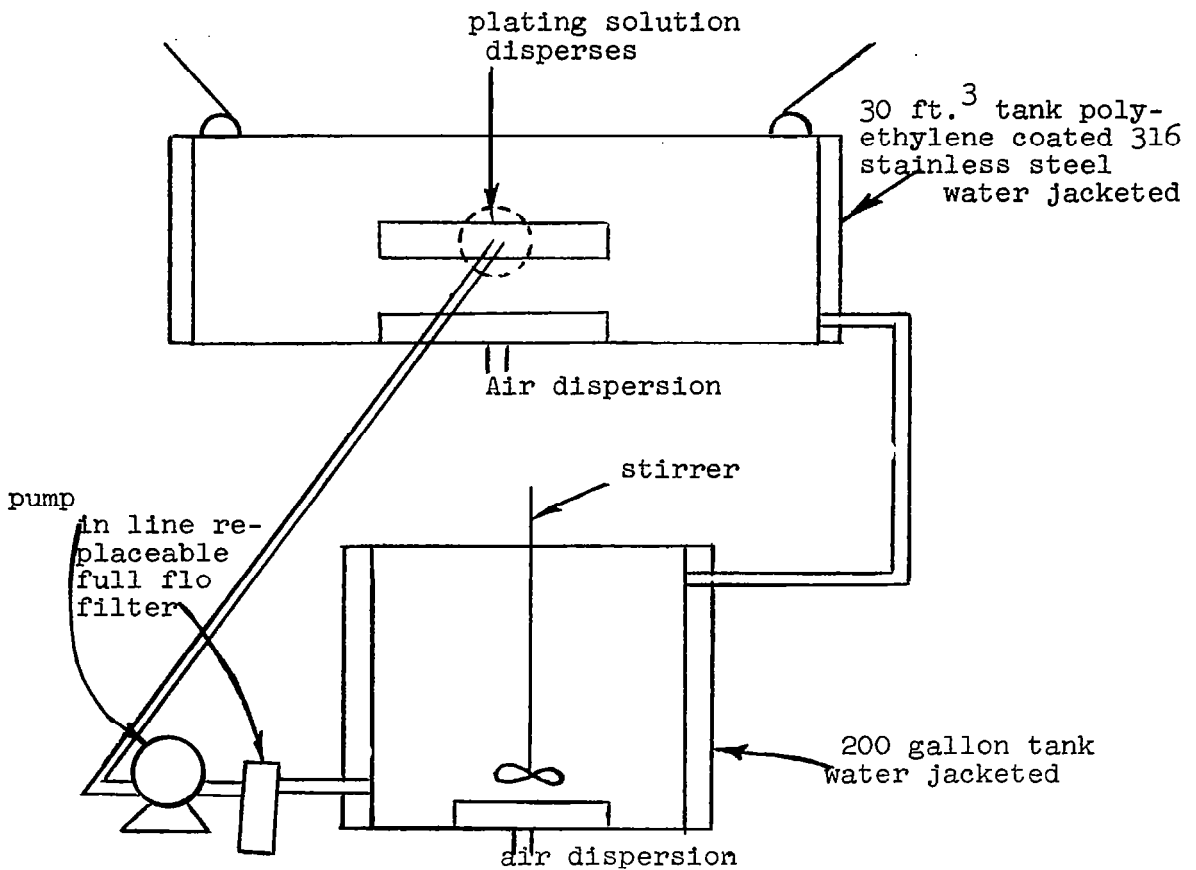 plating solution
disperses
30 ft.3 tank poly-
ethylene coated 316
stainless steel
water jacketed
Air dispersion
stirrer
pump
in line re-
placeable
full flo
filter
200 gallon tank
water jacketed
air dispersion